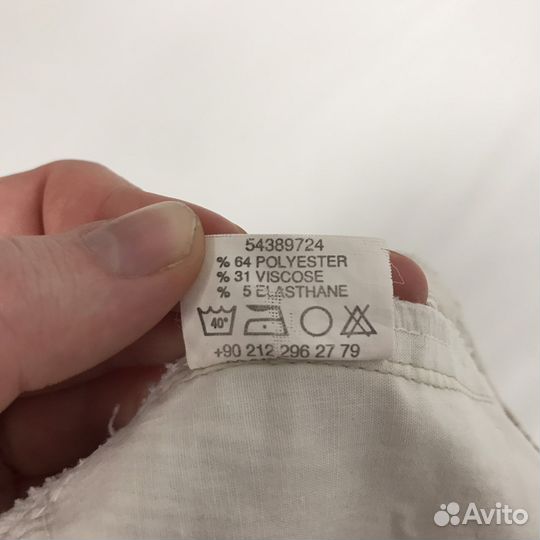 54389724
% 64 POLYESTER
% 31 VISCOSE
% 5 ELASTHANE
40°
+90 212 296 27 79
Avito